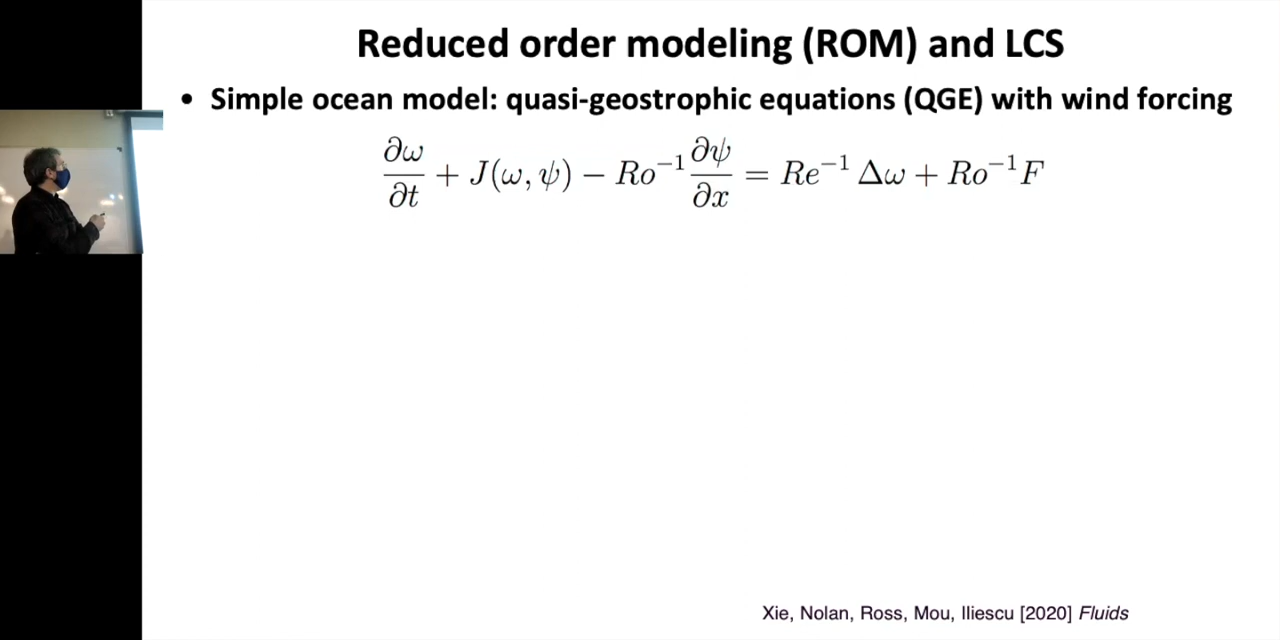 Reduced order modeling (ROM) and LCS
• Simple ocean model: quasi-geostrophic equations (QGE) with wind forcing
∂ω/∂t + J(ω, ψ) − Ro⁻¹ ∂ψ/∂x = Re⁻¹ Δω + Ro⁻¹F
Xie, Nolan, Ross, Mou, Iliescu [2020] Fluids